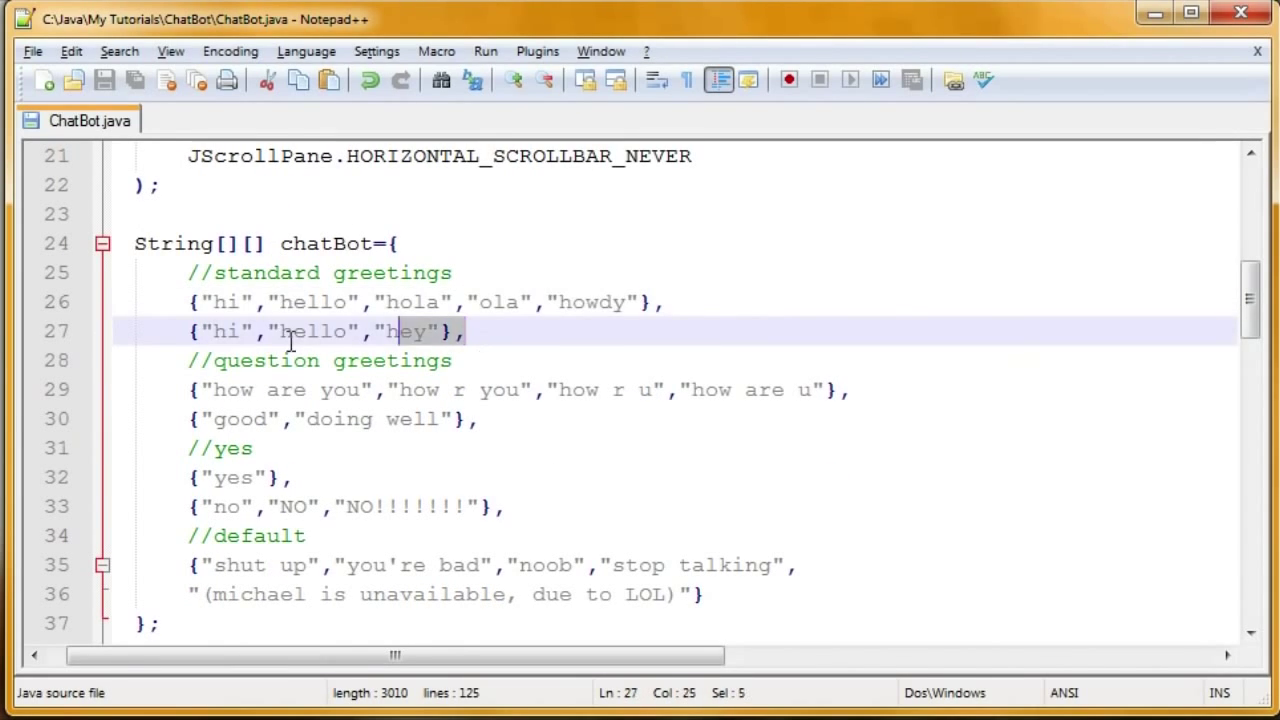 C:\Java\My Tutorials\ChatBot\ChatBot.java - Notepad++
File Edit Search View Encoding Language Settings Macro Run Plugins Window ? X
ChatBot.java
21 JScrollPane.HORIZONTAL_SCROLLBAR_NEVER
22 );
23
24 String[][] chatBot={
25 //standard greetings
26 {"hi","hello","hola","ola","howdy"},
27 {"hi","hello","hey"},
28 //question greetings
29 {"how are you","how r you","how r u","how are u"},
30 {"good","doing well"},
31 //yes
32 {"yes"},
33 {"no","NO","NO!!!!!!!"},
34 //default
35 {"shut up","you're bad","noob","stop talking",
36 "(michael is unavailable, due to LOL)"}
37 };
Java source file length : 3010 lines : 125 Ln : 27 Col : 25 Sel : 5 Dos\Windows ANSI INS